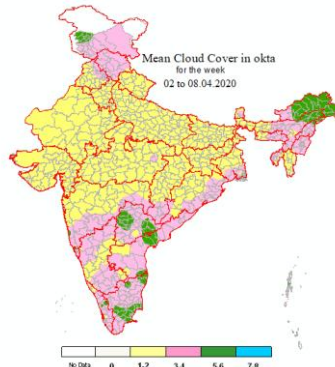 Mean Cloud Cover in okta
for the week
02 to 08.04.2020
No Data 0 1-2 3-4 5-6 7-8